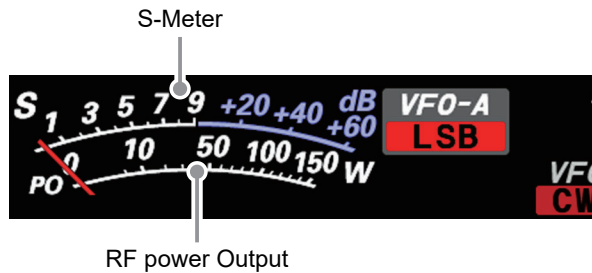 S-Meter
S 1 3 5 7 9 +20 +40 +60 dB
PO 0 10 50 100 150 W
VFO-A
LSB
RF power Output